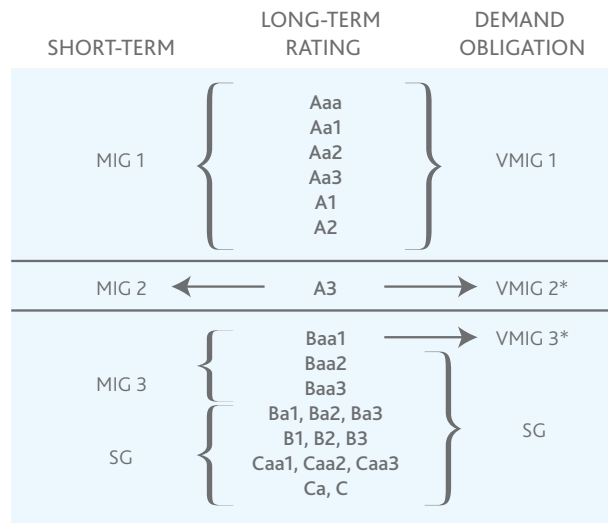 SHORT-TERM
LONG-TERM
RATING
DEMAND
OBLIGATION
MIG 1
Aaa
Aa1
Aa2
Aa3
A1
A2
VMIG 1
MIG 2
A3
VMIG 2*
MIG 3
Baa1
Baa2
Baa3
VMIG 3*
SG
Ba1, Ba2, Ba3
B1, B2, B3
Caa1, Caa2, Caa3
Ca, C
SG